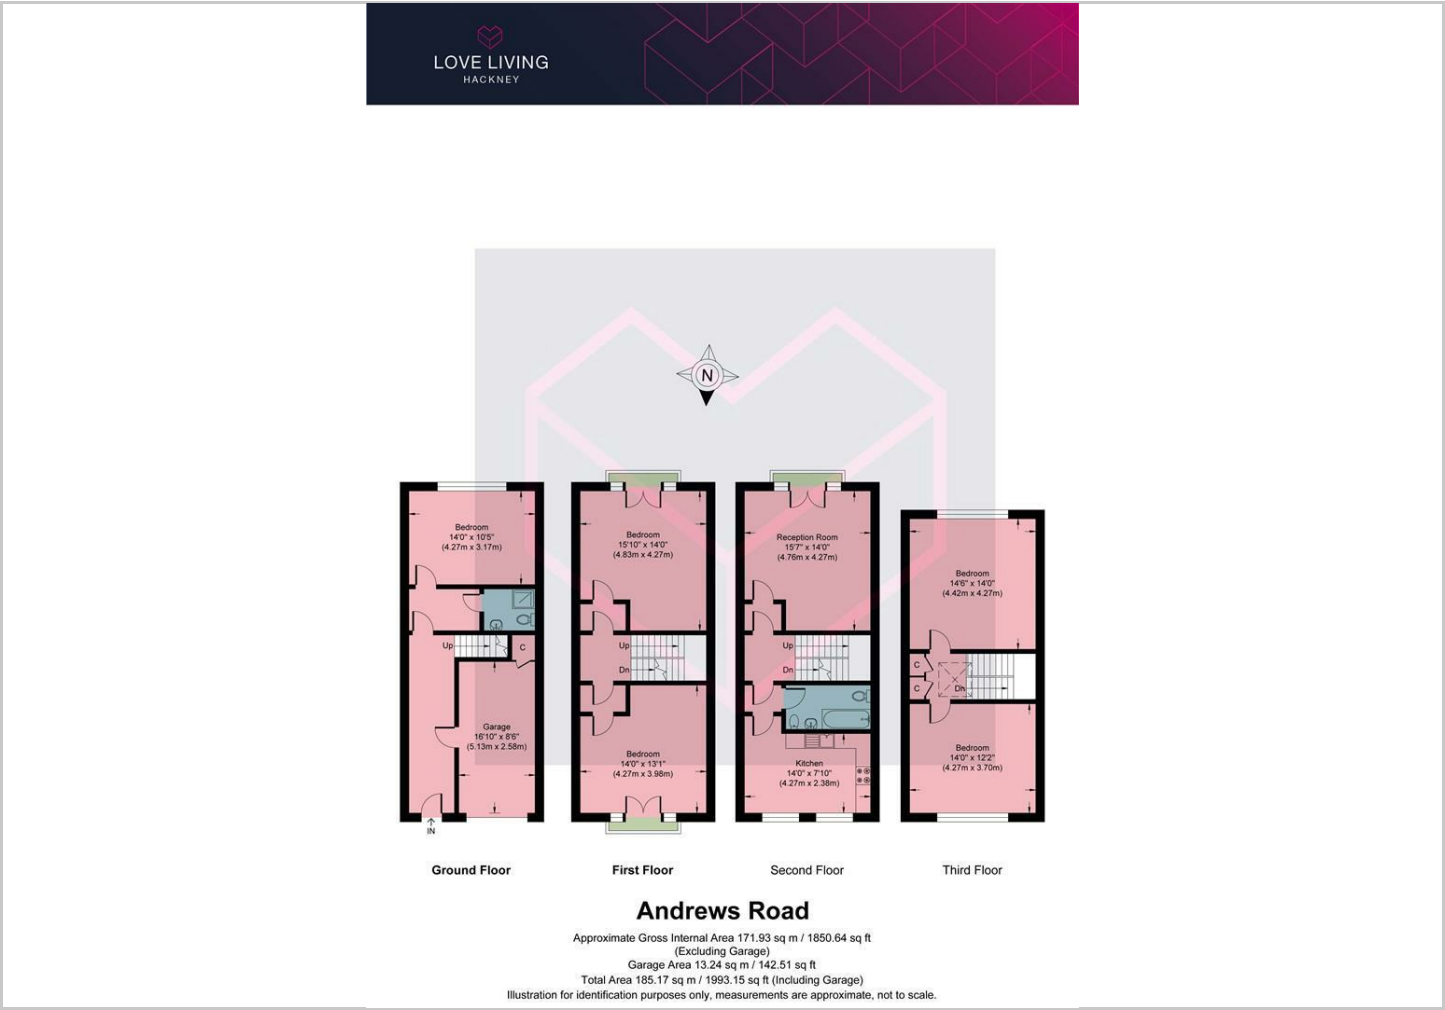 LOVE LIVING
HACKNEY
N
Bedroom
14'0" x 10'5"
(4.27m x 3.17m)
Up
C
Garage
16'10" x 8'6"
(5.13m x 2.58m)
IN
Ground Floor
Bedroom
15'10" x 14'0"
(4.83m x 4.27m)
Up
Dn
Bedroom
14'0" x 13'1"
(4.27m x 3.98m)
First Floor
Reception Room
15'7" x 14'0"
(4.76m x 4.27m)
Up
Dn
Kitchen
14'0" x 7'10"
(4.27m x 2.38m)
Second Floor
Bedroom
14'6" x 14'0"
(4.42m x 4.27m)
C
C
Dn
Bedroom
14'0" x 12'2"
(4.27m x 3.70m)
Third Floor
Andrews Road
Approximate Gross Internal Area 171.93 sq m / 1850.64 sq ft
(Excluding Garage)
Garage Area 13.24 sq m / 142.51 sq ft
Total Area 185.17 sq m / 1993.15 sq ft (Including Garage)
Illustration for identification purposes only, measurements are approximate, not to scale.